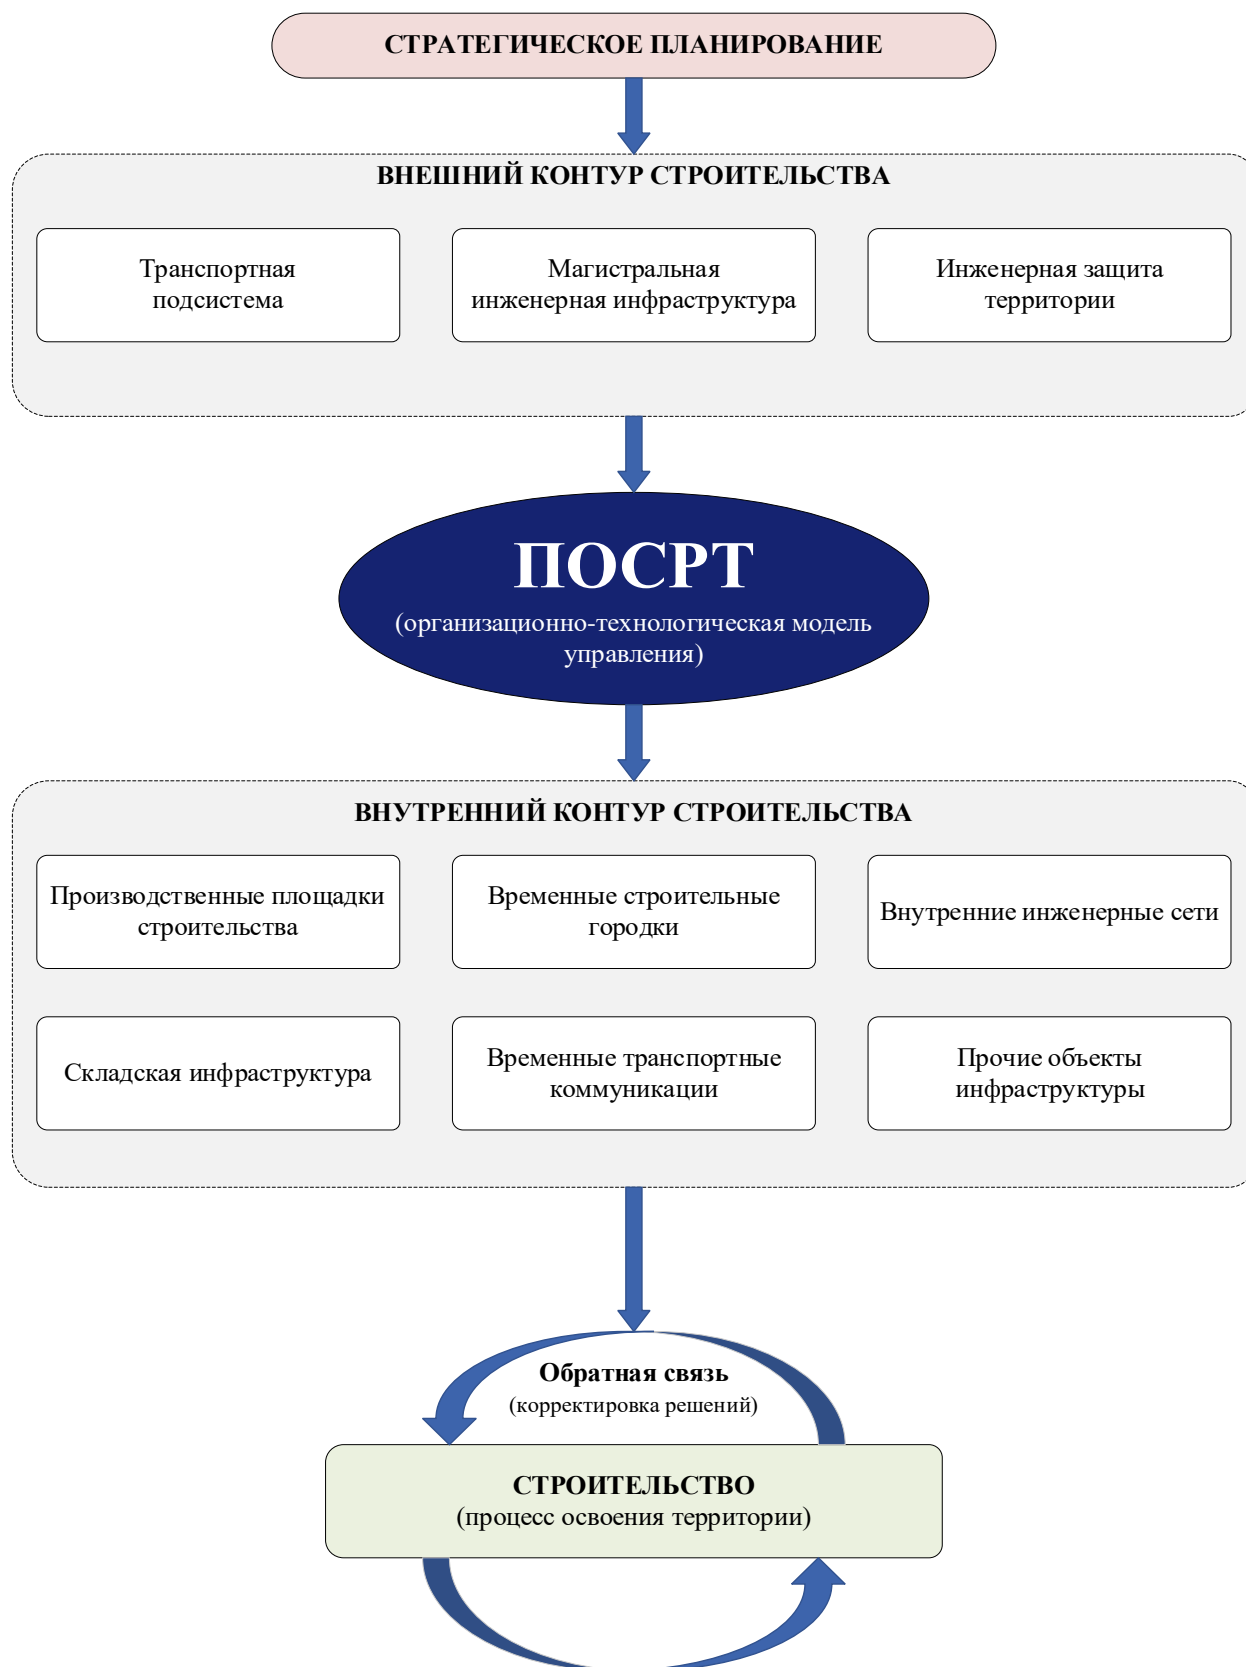 СТРАТЕГИЧЕСКОЕ ПЛАНИРОВАНИЕ
ВНЕШНИЙ КОНТУР СТРОИТЕЛЬСТВА
Транспортная
подсистема
Магистральная
инженерная инфраструктура
Инженерная защита
территории
ПОСРТ
(организационно-технологическая модель
управления)
ВНУТРЕННИЙ КОНТУР СТРОИТЕЛЬСТВА
Производственные площадки
строительства
Временные строительные
городки
Внутренние инженерные сети
Складская инфраструктура
Временные транспортные
коммуникации
Прочие объекты
инфраструктуры
Обратная связь
(корректировка решений)
СТРОИТЕЛЬСТВО
(процесс освоения территории)